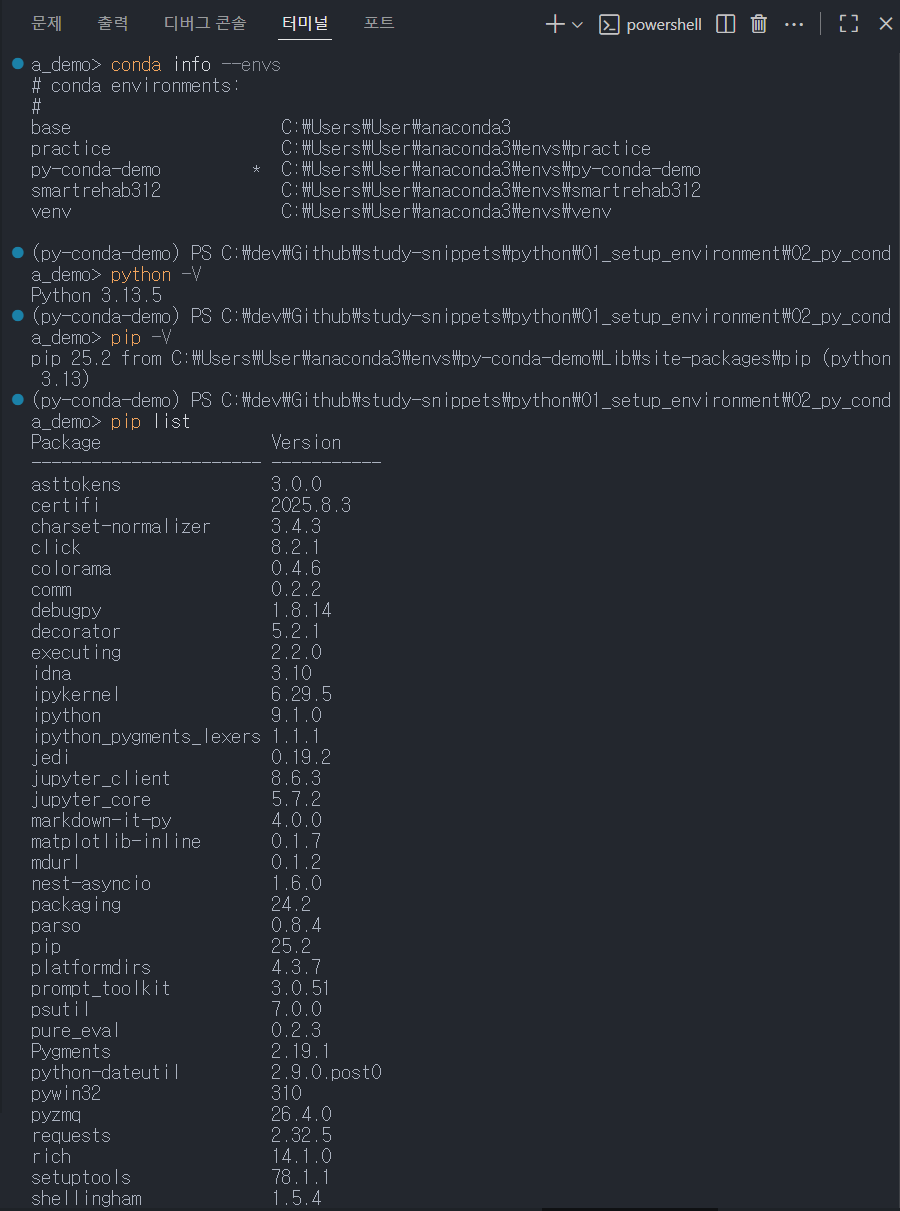 문제 출력 디버그 콘솔 터미널 포트 powershell
a_demo> conda info --envs
# conda environments:
#
base                     C:₩Users₩User₩anaconda3
practice                 C:₩Users₩User₩anaconda3₩envs₩practice
py-conda-demo         *  C:₩Users₩User₩anaconda3₩envs₩py-conda-demo
smartrehab312            C:₩Users₩User₩anaconda3₩envs₩smartrehab312
venv                     C:₩Users₩User₩anaconda3₩envs₩venv
(py-conda-demo) PS C:₩dev₩Github₩study-snippets₩python₩01_setup_environment₩02_py_cond
a_demo> python -V
Python 3.13.5
(py-conda-demo) PS C:₩dev₩Github₩study-snippets₩python₩01_setup_environment₩02_py_cond
a_demo> pip -V
pip 25.2 from C:₩Users₩User₩anaconda3₩envs₩py-conda-demo₩Lib₩site-packages₩pip (python
 3.13)
(py-conda-demo) PS C:₩dev₩Github₩study-snippets₩python₩01_setup_environment₩02_py_cond
a_demo> pip list
Package                 Version
----------------------- -----------
asttokens               3.0.0
certifi                 2025.8.3
charset-normalizer      3.4.3
click                   8.2.1
colorama                0.4.6
comm                    0.2.2
debugpy                 1.8.14
decorator               5.2.1
executing               2.2.0
idna                    3.10
ipykernel               6.29.5
ipython                 9.1.0
ipython_pygments_lexers 1.1.1
jedi                    0.19.2
jupyter_client          8.6.3
jupyter_core            5.7.2
markdown-it-py          4.0.0
matplotlib-inline       0.1.7
mdurl                   0.1.2
nest-asyncio            1.6.0
packaging               24.2
parso                   0.8.4
pip                     25.2
platformdirs            4.3.7
prompt_toolkit          3.0.51
psutil                  7.0.0
pure_eval               0.2.3
Pygments                2.19.1
python-dateutil         2.9.0.post0
pywin32                 310
pyzmq                   26.4.0
requests                2.32.5
rich                    14.1.0
setuptools              78.1.1
shellingham             1.5.4